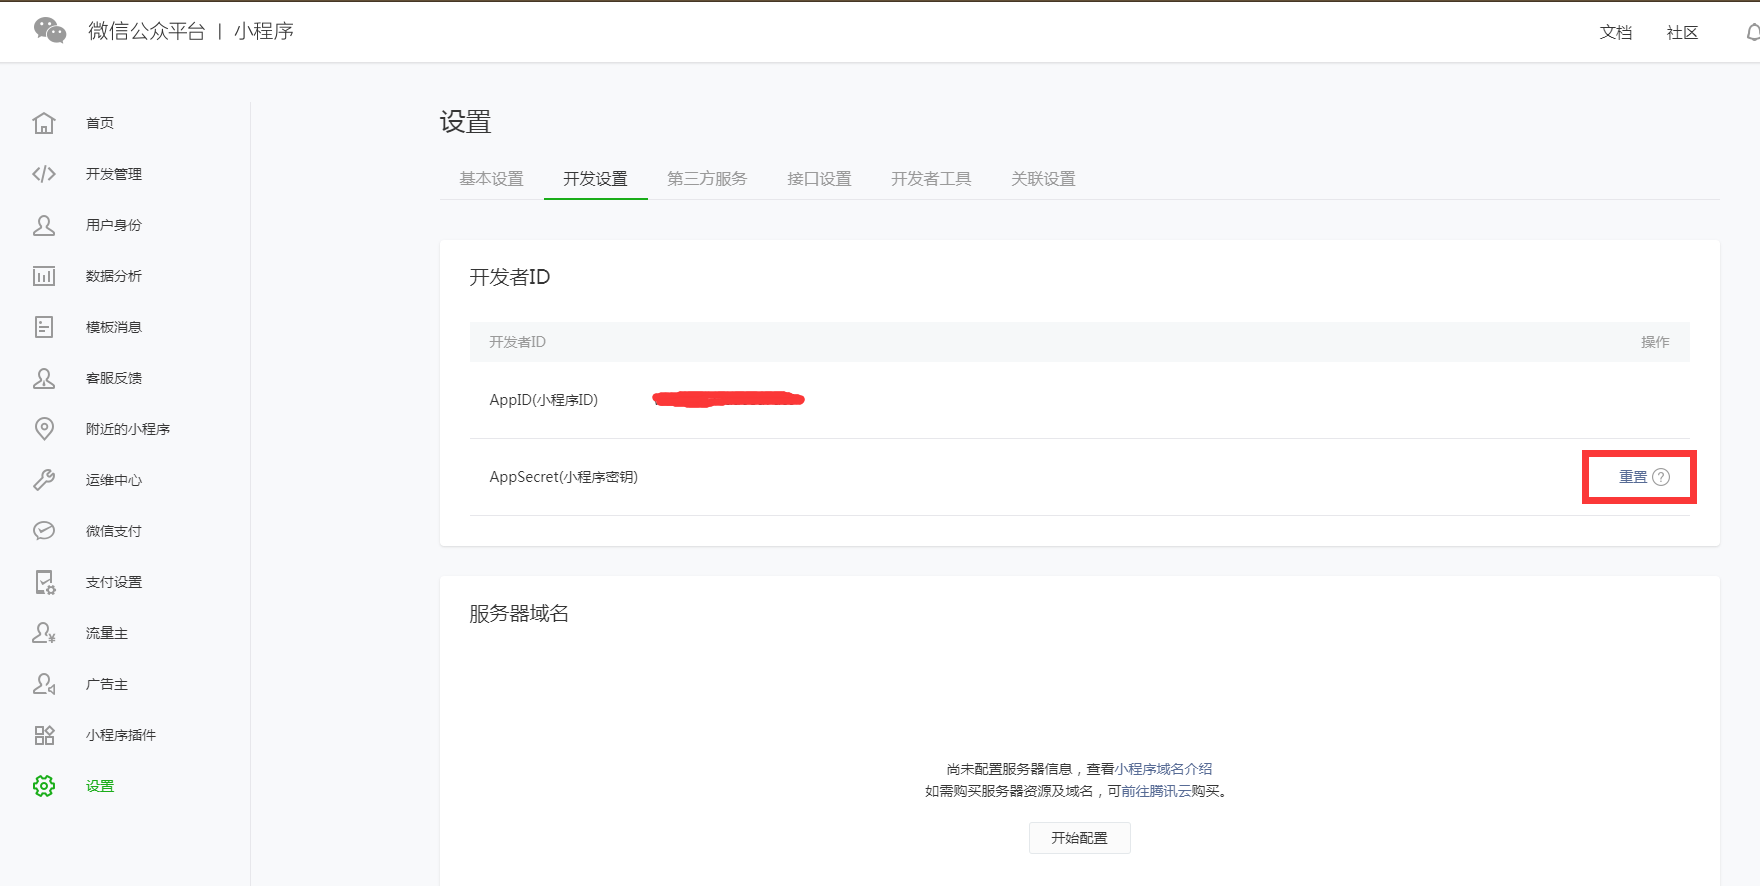 微信公众平台 | 小程序
文档 社区
首页
开发管理
用户身份
数据分析
模板消息
客服反馈
附近的小程序
运维中心
微信支付
支付设置
流量主
广告主
小程序插件
设置
设置
基本设置 开发设置 第三方服务 接口设置 开发者工具 关联设置
开发者ID
开发者ID 操作
AppID(小程序ID)
AppSecret(小程序密钥) 重置 ?
服务器域名
尚未配置服务器信息，查看小程序域名介绍
如需购买服务器资源及域名，可前往腾讯云购买。
开始配置